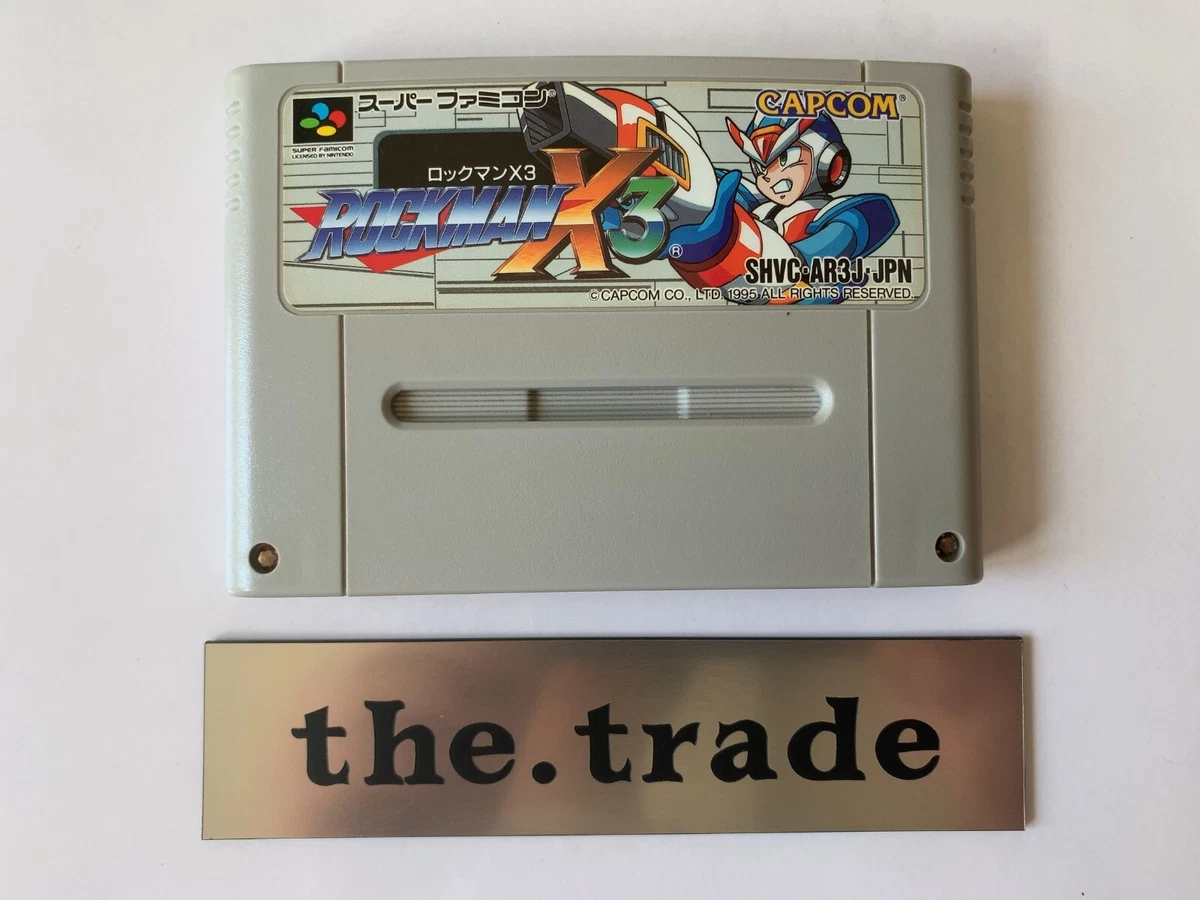 スーパーファミコン®
CAPCOM®
SUPER FAMICOM
LICENSED BY NINTENDO
ロックマンX3
ROCKMAN X3®
SHVC-AR3J-JPN
©CAPCOM CO., LTD. 1995 ALL RIGHTS RESERVED.
the.trade